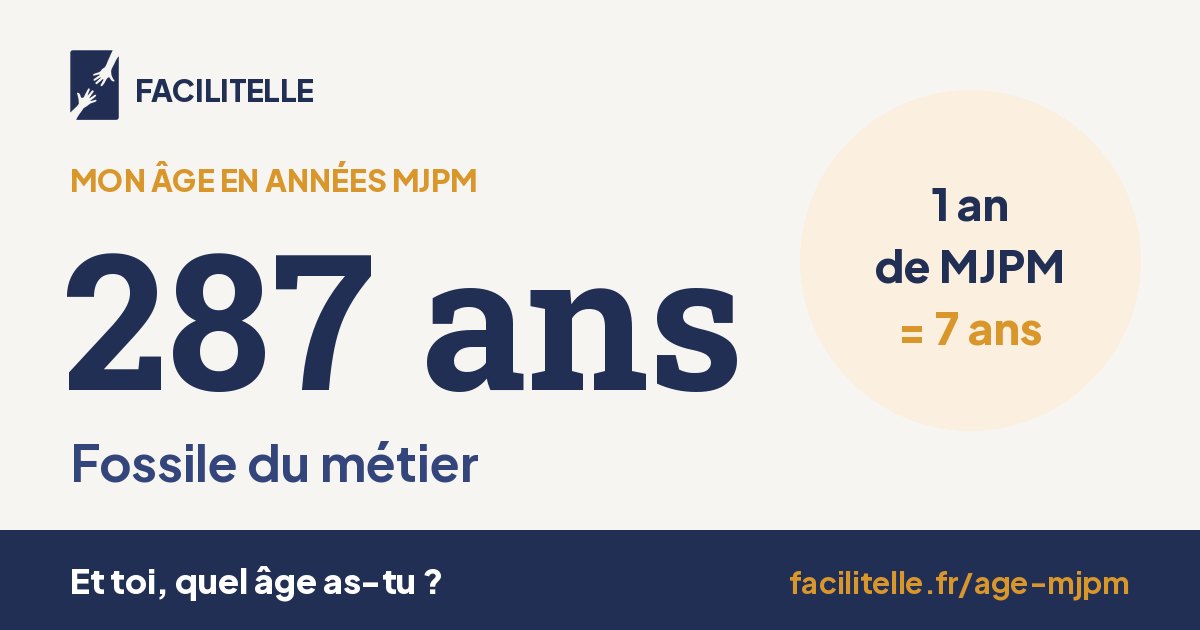 FACILITELLE
MON ÂGE EN ANNÉES MJPM
287 ans
Fossile du métier
1 an
de MJPM
= 7 ans
Et toi, quel âge as-tu ?
facilitelle.fr/age-mjpm